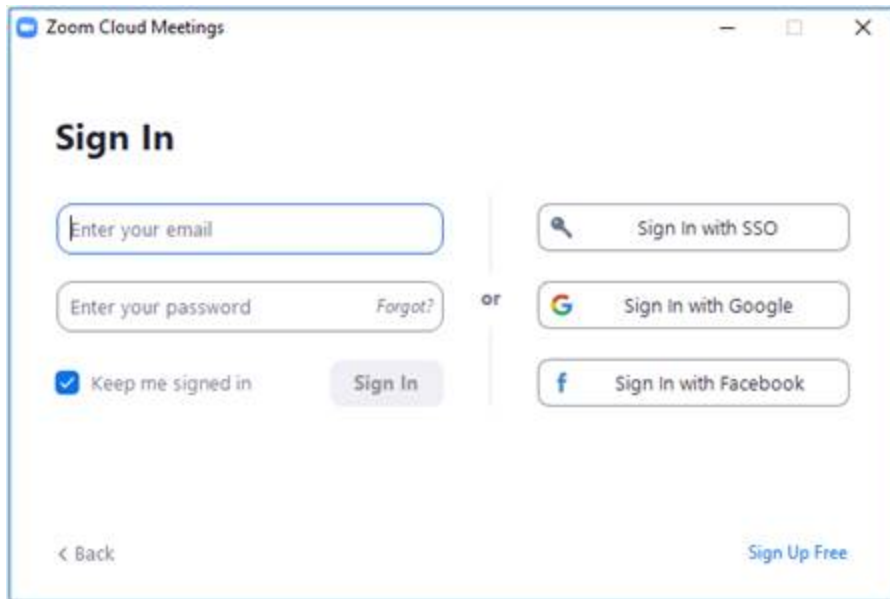 Zoom Cloud Meetings
Sign In
Enter your email
Enter your password
Forgot?
Keep me signed in
Sign In
or
Sign In with SSO
Sign In with Google
Sign In with Facebook
< Back
Sign Up Free